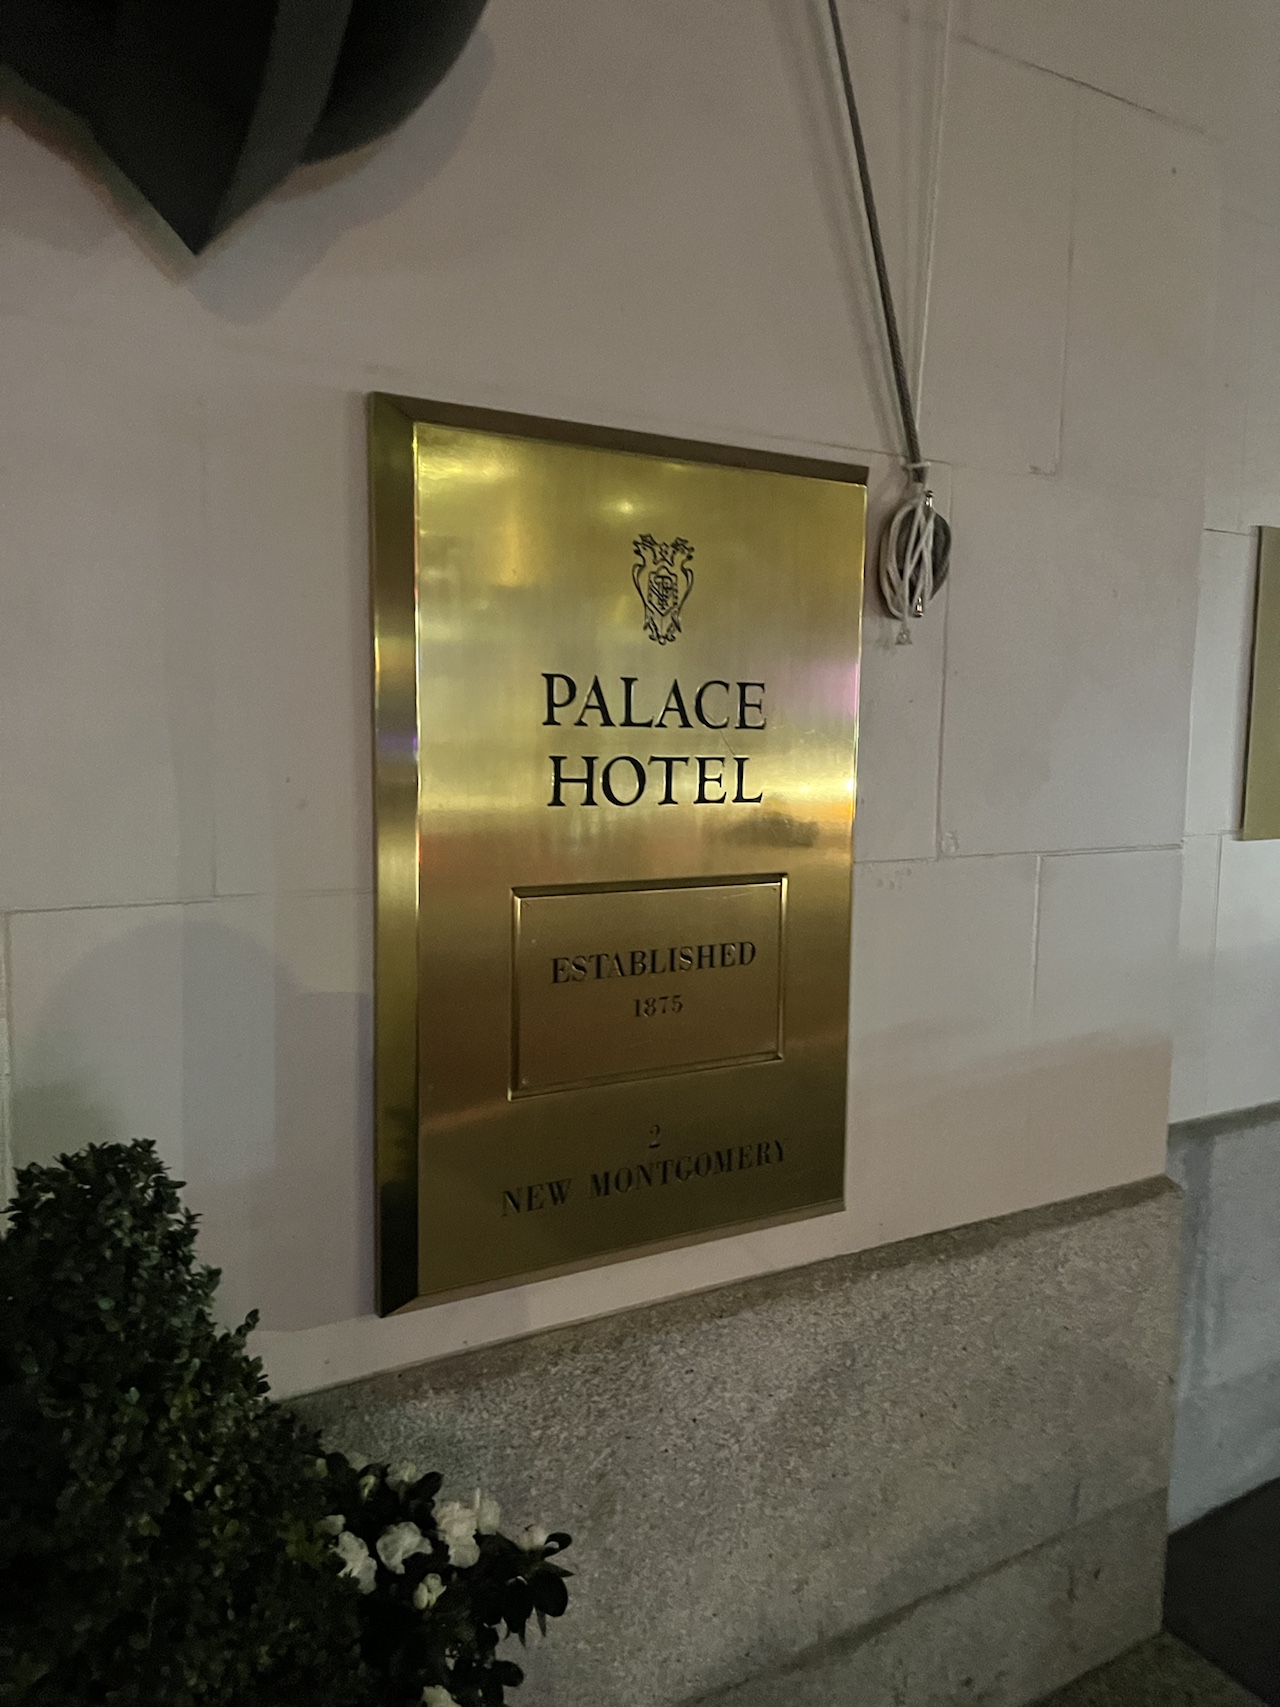 PALACE
HOTEL
ESTABLISHED
1875
2
NEW MONTGOMERY